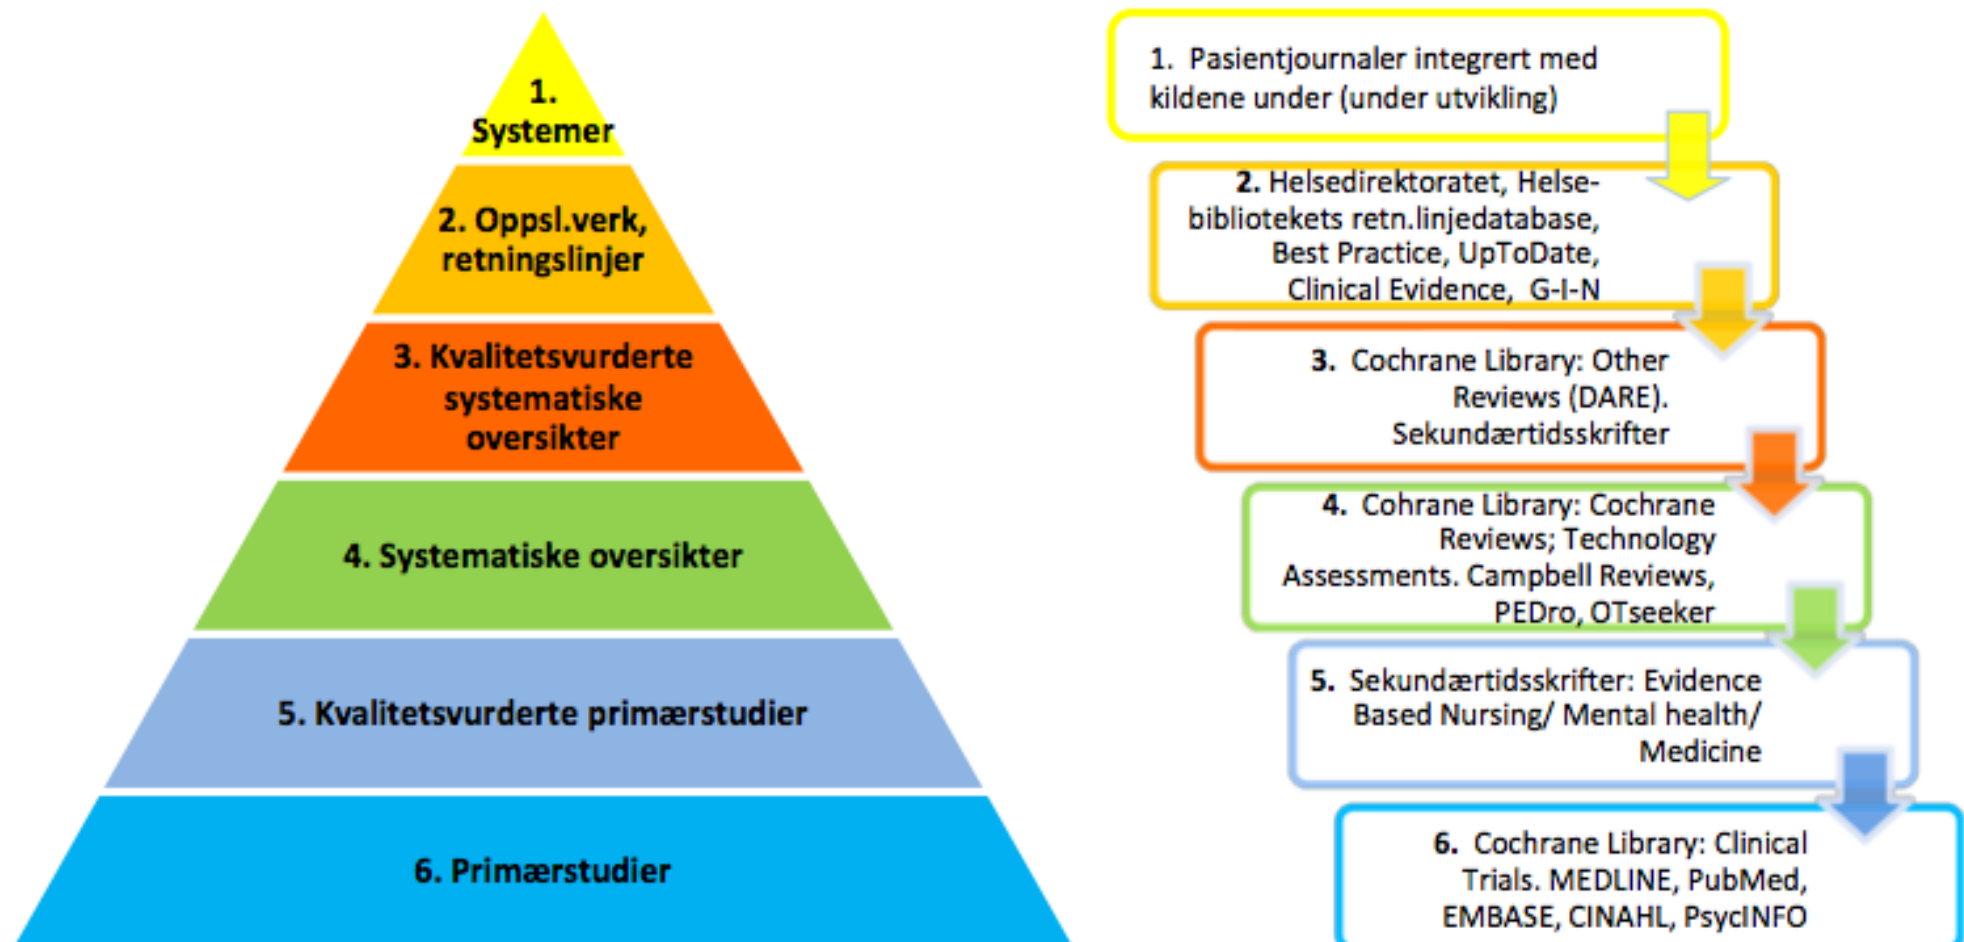 1.
Systemer
2. Oppsl.verk,
retningslinjer
3. Kvalitetsvurderte
systematiske
oversikter
4. Systematiske oversikter
5. Kvalitetsvurderte primærstudier
6. Primærstudier
1. Pasientjournaler integrert med
kildene under (under utvikling)
2. Helsedirektoratet, Helse-
bibliotekets retn.linjedatabase,
Best Practice, UpToDate,
Clinical Evidence, G-I-N
3. Cochrane Library: Other
Reviews (DARE).
Sekundærtidsskrifter
4. Cohrane Library: Cochrane
Reviews; Technology
Assessments. Campbell Reviews,
PEDro, OTseeker
5. Sekundærtidsskrifter: Evidence
Based Nursing/ Mental health/
Medicine
6. Cochrane Library: Clinical
Trials. MEDLINE, PubMed,
EMBASE, CINAHL, PsycINFO